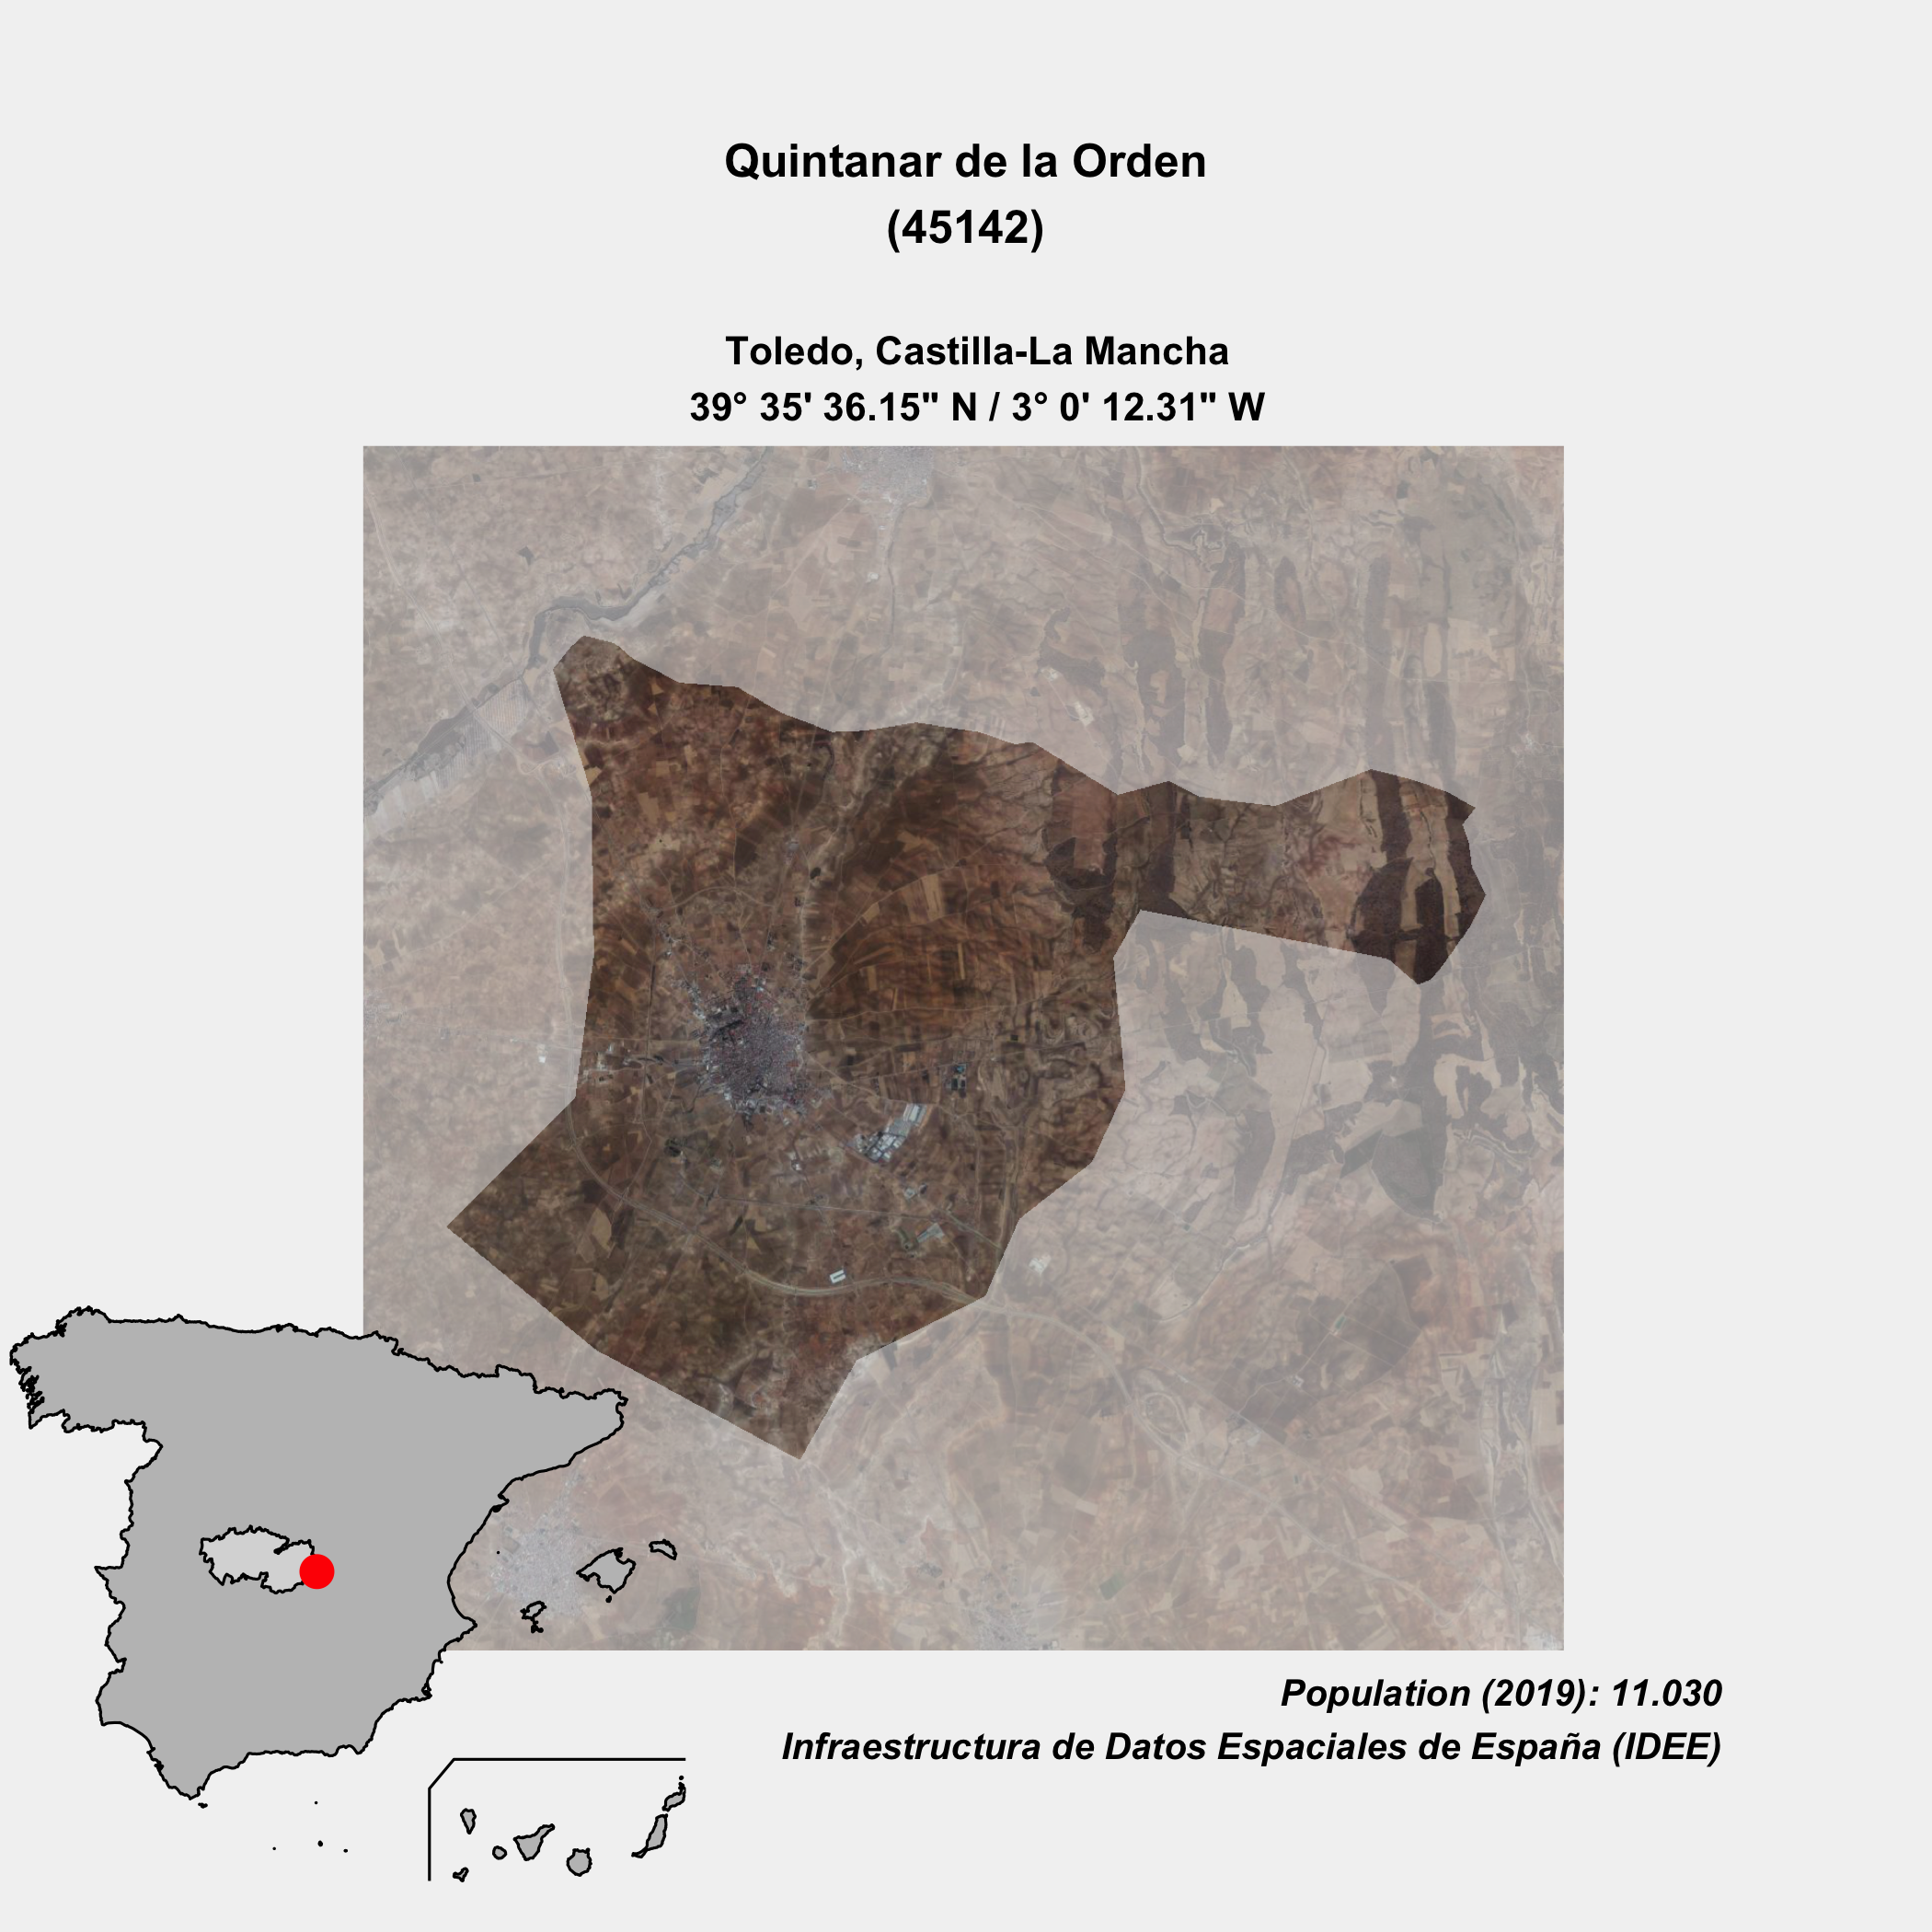 Quintanar de la Orden
(45142)
Toledo, Castilla-La Mancha
39° 35' 36.15" N / 3° 0' 12.31" W
Population (2019): 11.030
Infraestructura de Datos Espaciales de España (IDEE)